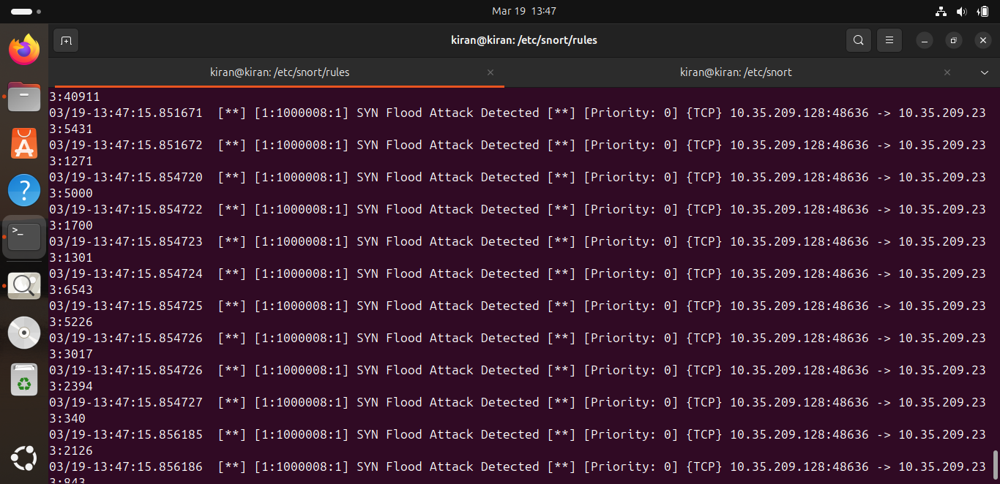 Mar 19 13:47
kiran@kiran: /etc/snort/rules
kiran@kiran: /etc/snort/rules
kiran@kiran: /etc/snort
3:40911
03/19-13:47:15.851671  [**] [1:1000008:1] SYN Flood Attack Detected [**] [Priority: 0] {TCP} 10.35.209.128:48636 -> 10.35.209.23
3:5431
03/19-13:47:15.851672  [**] [1:1000008:1] SYN Flood Attack Detected [**] [Priority: 0] {TCP} 10.35.209.128:48636 -> 10.35.209.23
3:1271
03/19-13:47:15.854720  [**] [1:1000008:1] SYN Flood Attack Detected [**] [Priority: 0] {TCP} 10.35.209.128:48636 -> 10.35.209.23
3:5000
03/19-13:47:15.854722  [**] [1:1000008:1] SYN Flood Attack Detected [**] [Priority: 0] {TCP} 10.35.209.128:48636 -> 10.35.209.23
3:1700
03/19-13:47:15.854723  [**] [1:1000008:1] SYN Flood Attack Detected [**] [Priority: 0] {TCP} 10.35.209.128:48636 -> 10.35.209.23
3:1301
03/19-13:47:15.854724  [**] [1:1000008:1] SYN Flood Attack Detected [**] [Priority: 0] {TCP} 10.35.209.128:48636 -> 10.35.209.23
3:6543
03/19-13:47:15.854725  [**] [1:1000008:1] SYN Flood Attack Detected [**] [Priority: 0] {TCP} 10.35.209.128:48636 -> 10.35.209.23
3:5226
03/19-13:47:15.854726  [**] [1:1000008:1] SYN Flood Attack Detected [**] [Priority: 0] {TCP} 10.35.209.128:48636 -> 10.35.209.23
3:3017
03/19-13:47:15.854726  [**] [1:1000008:1] SYN Flood Attack Detected [**] [Priority: 0] {TCP} 10.35.209.128:48636 -> 10.35.209.23
3:2394
03/19-13:47:15.854727  [**] [1:1000008:1] SYN Flood Attack Detected [**] [Priority: 0] {TCP} 10.35.209.128:48636 -> 10.35.209.23
3:340
03/19-13:47:15.856185  [**] [1:1000008:1] SYN Flood Attack Detected [**] [Priority: 0] {TCP} 10.35.209.128:48636 -> 10.35.209.23
3:2126
03/19-13:47:15.856186  [**] [1:1000008:1] SYN Flood Attack Detected [**] [Priority: 0] {TCP} 10.35.209.128:48636 -> 10.35.209.23
3:843